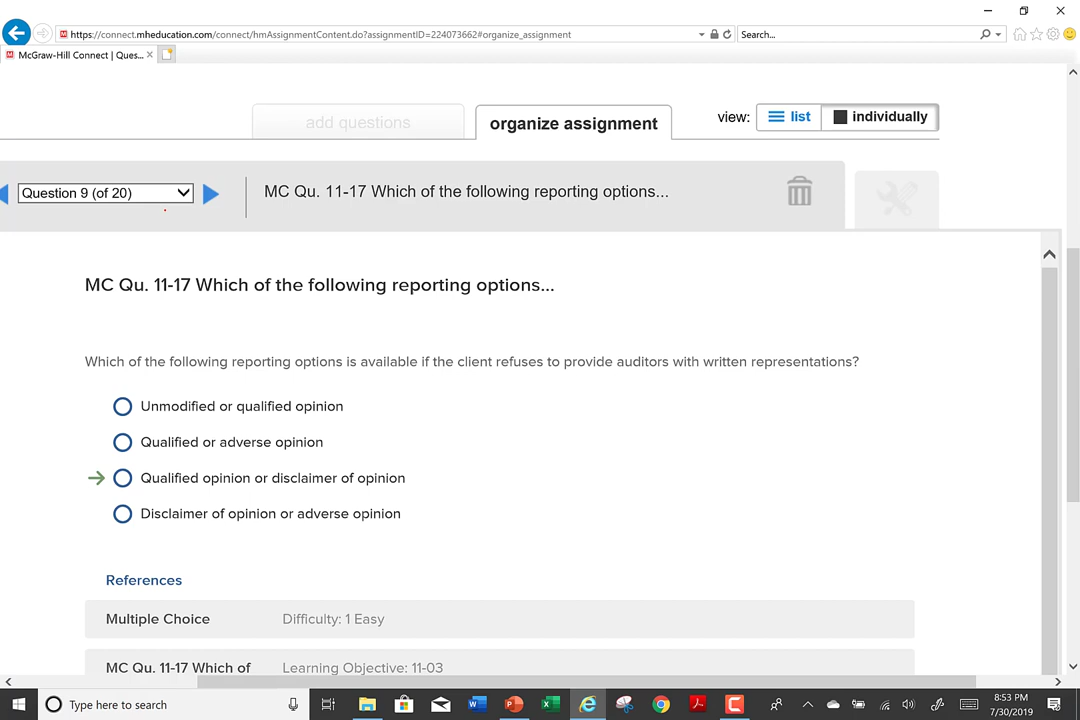 https://connect.mheducation.com/connect/hmAssignmentContent.do?assignmentID=224073662#organize_assignment
Search...
McGraw-Hill Connect | Ques...
add questions
organize assignment
view:
list
individually
Question 9 (of 20)
MC Qu. 11-17 Which of the following reporting options...
MC Qu. 11-17 Which of the following reporting options...
Which of the following reporting options is available if the client refuses to provide auditors with written representations?
Unmodified or qualified opinion
Qualified or adverse opinion
Qualified opinion or disclaimer of opinion
Disclaimer of opinion or adverse opinion
References
Multiple Choice
Difficulty: 1 Easy
MC Qu. 11-17 Which of
Learning Objective: 11-03
Type here to search
8:53 PM
7/30/2019